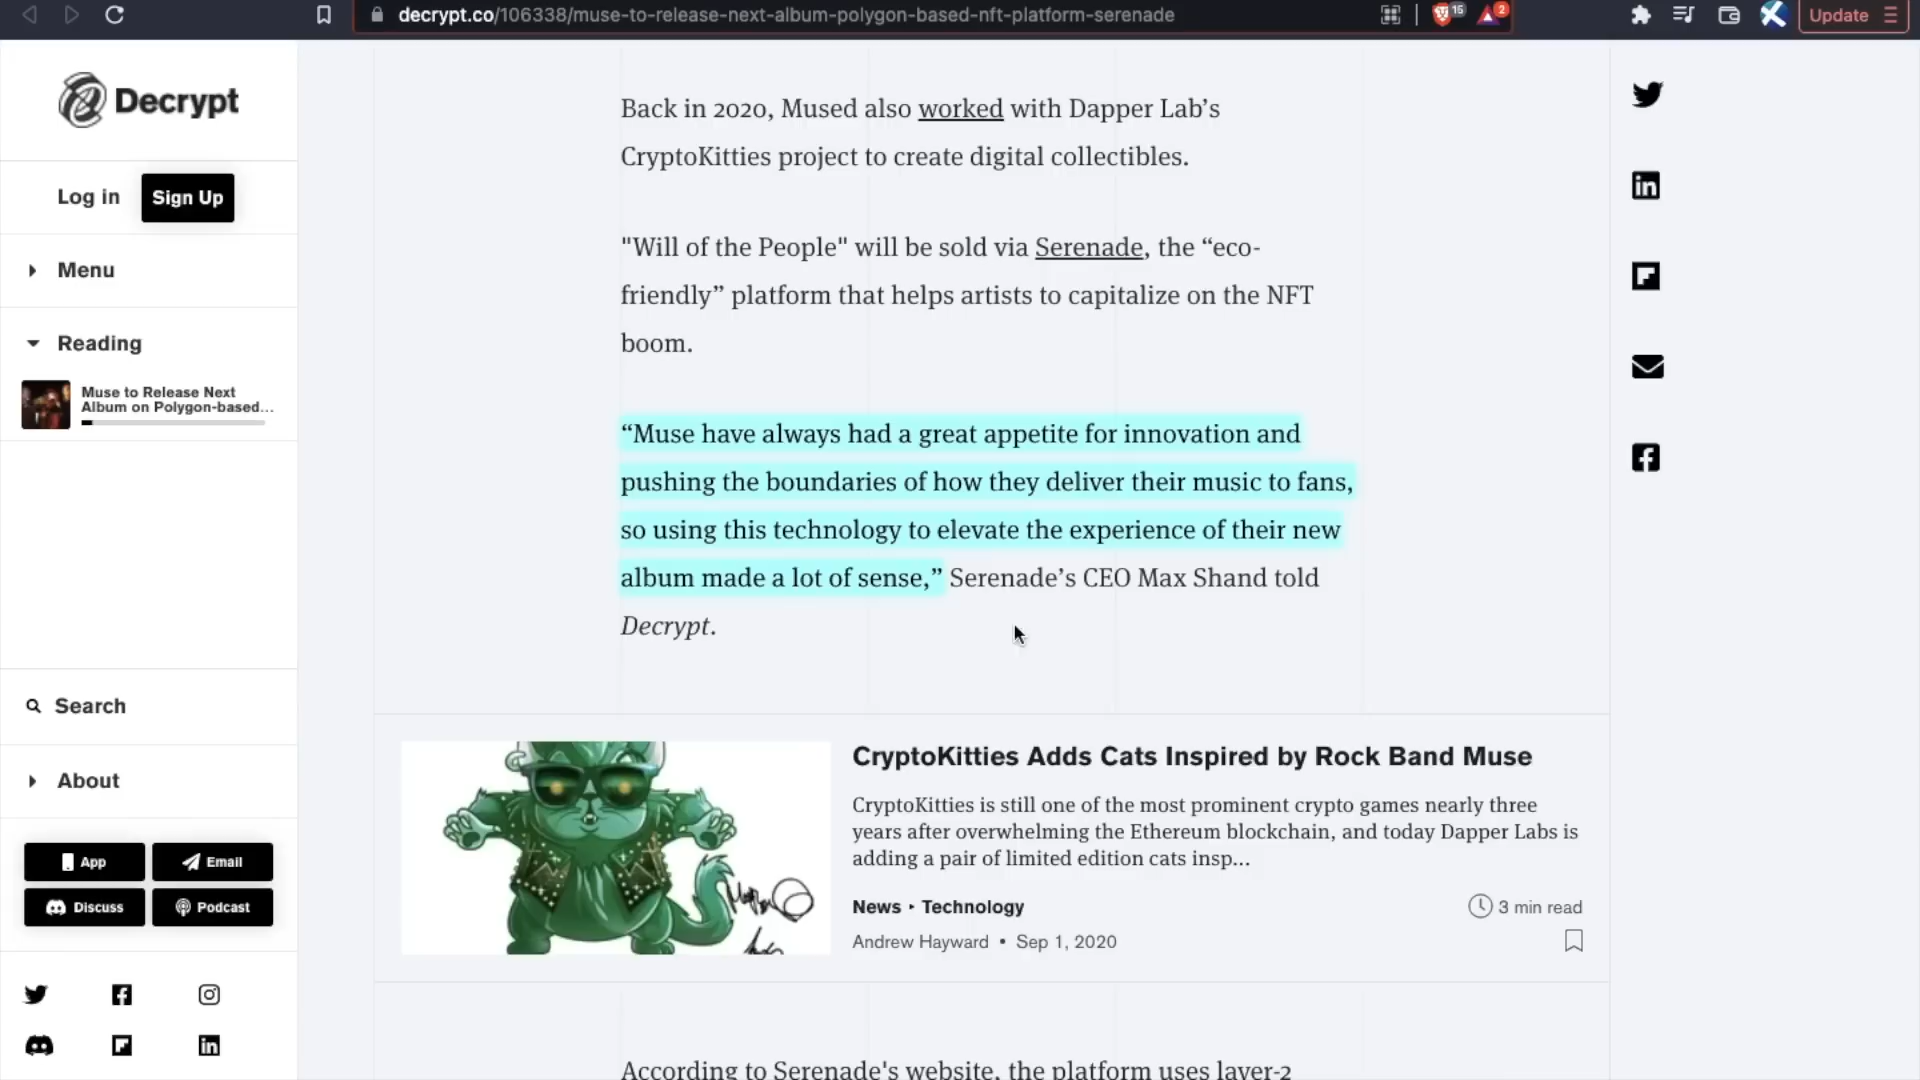 decrypt.co/106338/muse-to-release-next-album-polygon-based-nft-platform-serenade
15
2
Update
Decrypt
Log in
Sign Up
Menu
Reading
Muse to Release Next
Album on Polygon-based...
Search
About
App
Email
Discuss
Podcast
Back in 2020, Mused also worked with Dapper Lab’s
CryptoKitties project to create digital collectibles.
"Will of the People" will be sold via Serenade, the “eco-
friendly” platform that helps artists to capitalize on the NFT
boom.
“Muse have always had a great appetite for innovation and
pushing the boundaries of how they deliver their music to fans,
so using this technology to elevate the experience of their new
album made a lot of sense,” Serenade’s CEO Max Shand told
Decrypt.
CryptoKitties Adds Cats Inspired by Rock Band Muse
CryptoKitties is still one of the most prominent crypto games nearly three
years after overwhelming the Ethereum blockchain, and today Dapper Labs is
adding a pair of limited edition cats insp...
News ‣ Technology
3 min read
Andrew Hayward • Sep 1, 2020
According to Serenade's website, the platform uses layer-2